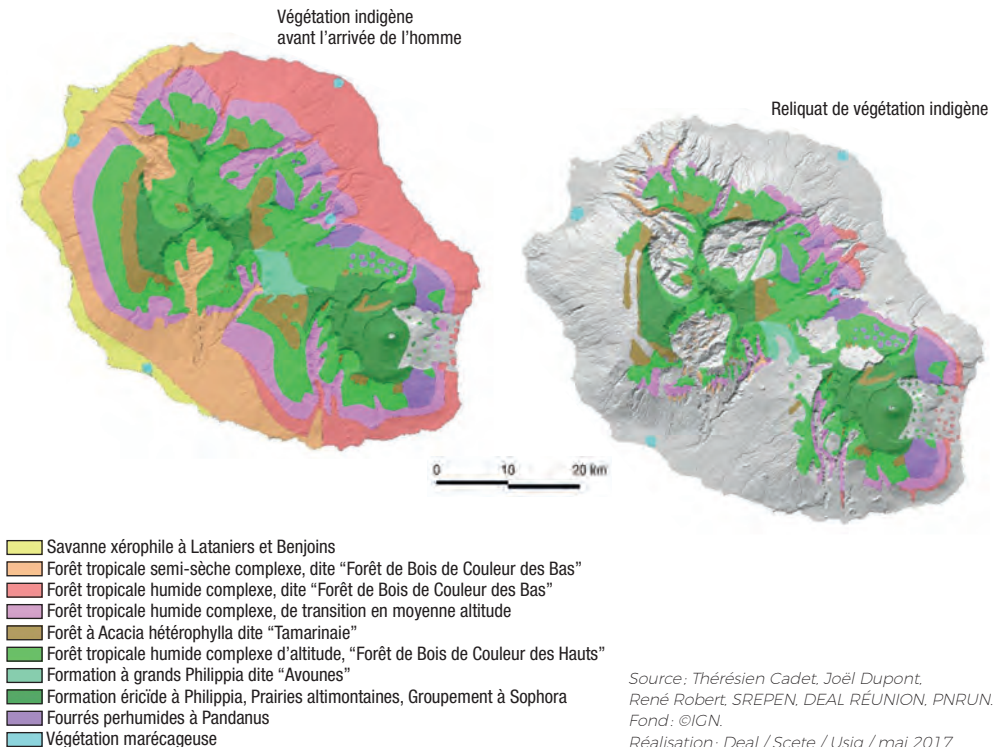 Végétation indigène
avant l'arrivée de l'homme
Reliquat de végétation indigène
0 10 20 km
Savanne xérophile à Lataniers et Benjoins
Forêt tropicale semi-sèche complexe, dite “Forêt de Bois de Couleur des Bas”
Forêt tropicale humide complexe, dite “Forêt de Bois de Couleur des Bas”
Forêt tropicale humide complexe, de transition en moyenne altitude
Forêt à Acacia hétérophylla dite “Tamarinaie”
Forêt tropicale humide complexe d'altitude, “Forêt de Bois de Couleur des Hauts”
Formation à grands Philippia dite “Avounes”
Formation éricïde à Philippia, Prairies altimontaines, Groupement à Sophora
Fourrés perhumides à Pandanus
Végétation marécageuse
Source : Thérésien Cadet, Joël Dupont,
René Robert, SREPEN, DEAL RÉUNION, PNRUN.
Fond : ©IGN.
Réalisation : Deal / Scete / Usig / mai 2017